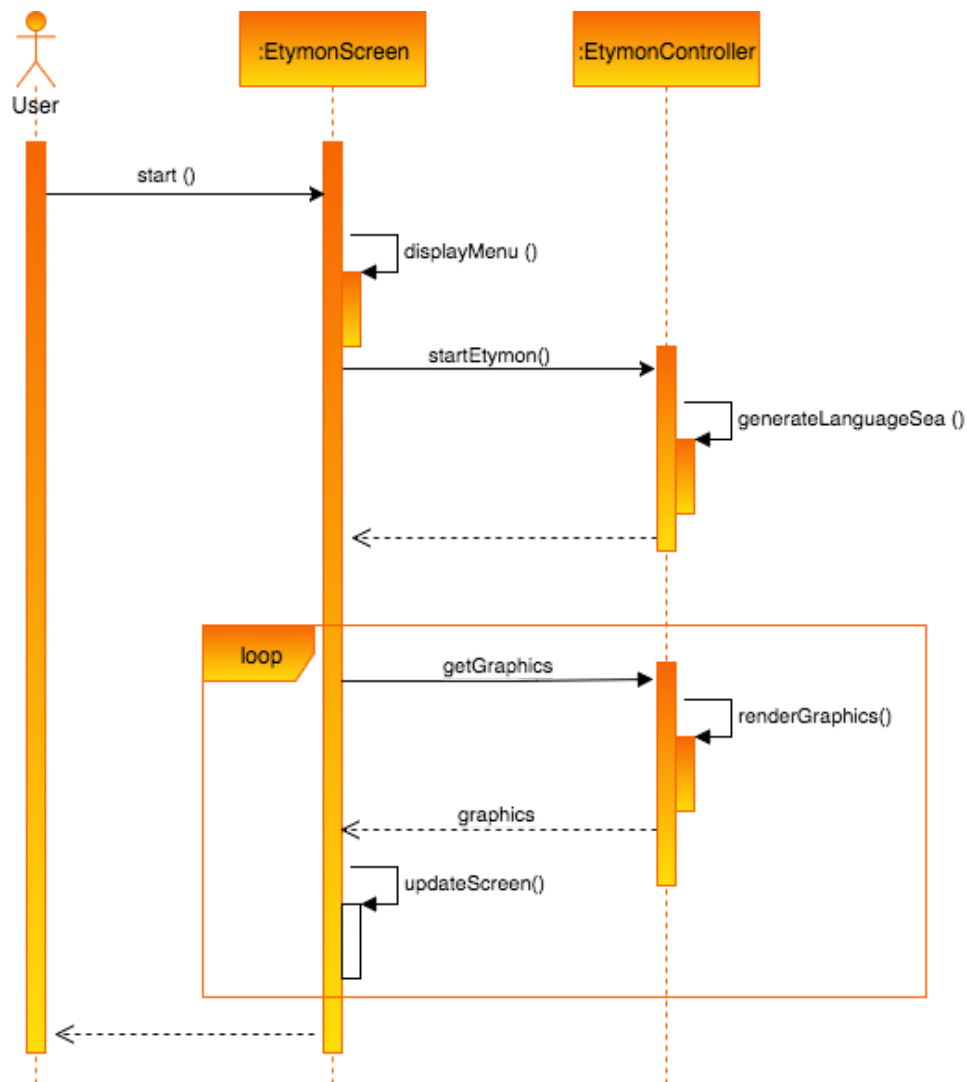 User
:EtymonScreen
:EtymonController
start ()
displayMenu ()
startEtymon()
generateLanguageSea ()
loop
getGraphics
renderGraphics()
graphics
updateScreen()